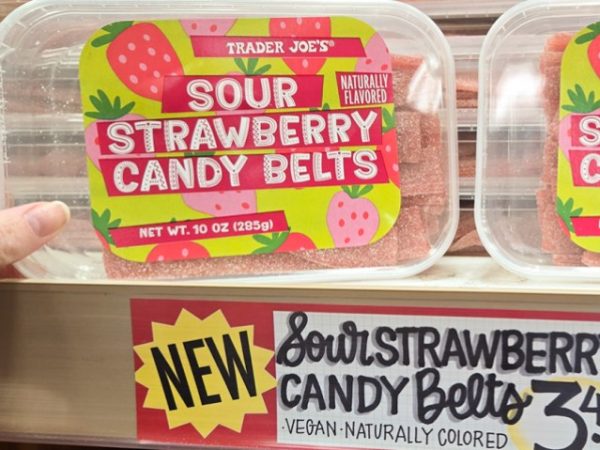 TRADER JOE'S®
SOUR
NATURALLY
FLAVORED
STRAWBERRY
CANDY BELTS
NET WT. 10 OZ (285g)
NEW
Sour STRAWBERR
CANDY Belts
·VEGAN·NATURALLY COLORED
34
S
C